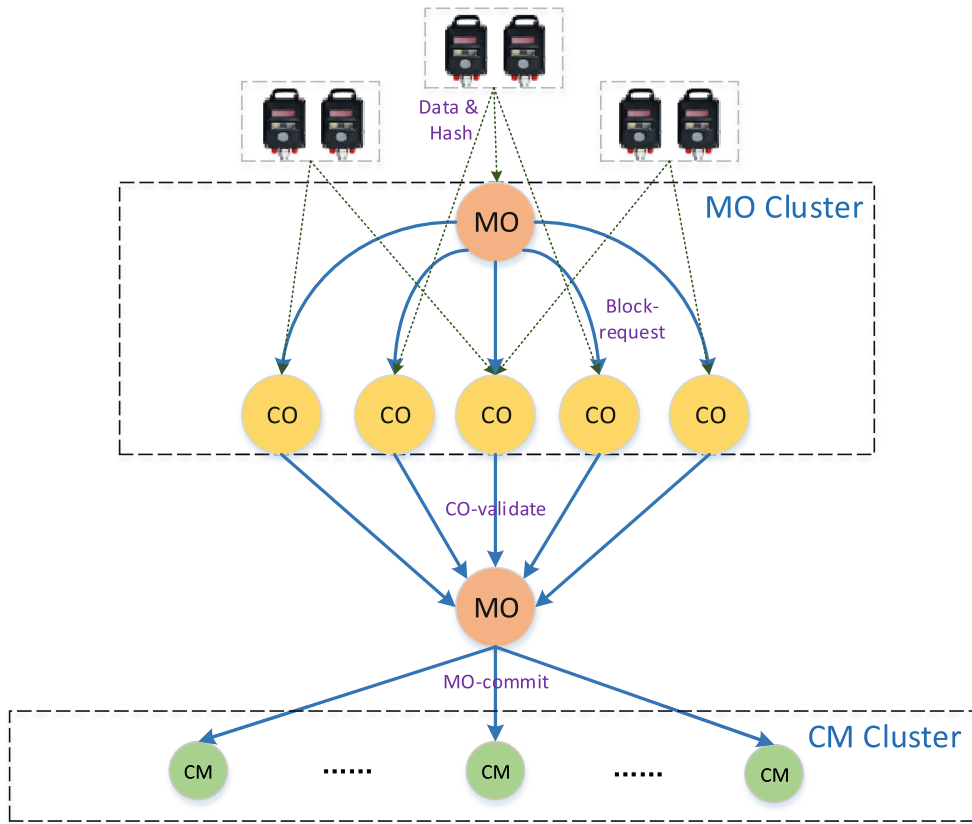 Data &
Hash
MO Cluster
MO
Block-
request
CO
CO
CO
CO
CO
CO-validate
MO
MO-commit
CM Cluster
CM
......
CM
......
CM